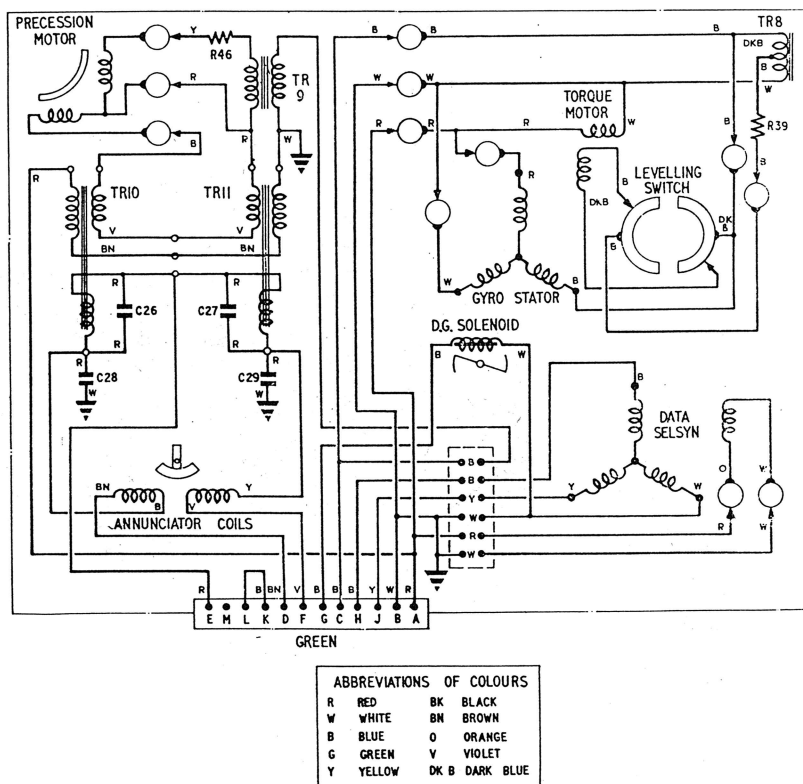 PRECESSION
MOTOR
Y
R46
R
B
TR
9
W
R
B
B
B
TR8
DKB
B
W
W
W
R
R
R
TORQUE
MOTOR
W
R39
B
B
R
TR10
TR11
V
V
BN
BN
R
LEVELLING
SWITCH
B
DKB
B
DK
B
W
B
GYRO STATOR
R
R
C26
C27
R
R
R
R
C28
C29
W
W
D.G. SOLENOID
B
W
B
DATA
SELSYN
Y
W
O
W
R
W
BN
B
V
Y
ANNUNCIATOR COILS
B
B
Y
W
R
W
R
B
BN
V
B
B
B
Y
W
R
E M L K D F G C H J B A
GREEN
ABBREVIATIONS OF COLOURS
R RED BK BLACK
W WHITE BN BROWN
B BLUE O ORANGE
G GREEN V VIOLET
Y YELLOW DK B DARK BLUE